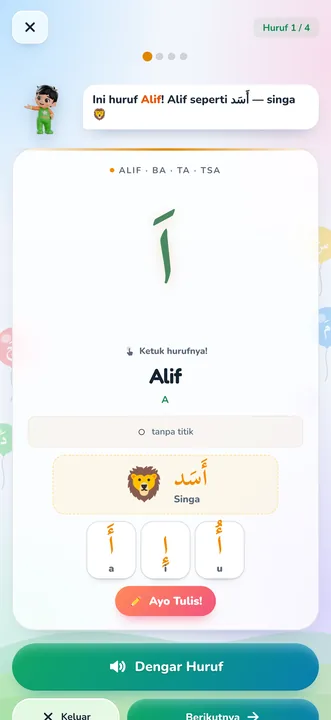 Huruf 1 / 4
Ini huruf Alif! Alif seperti أَسَد — singa
🦁
ALIF · BA · TA · TSA
اَ
Ketuk hurufnya!
Alif
A
tanpa titik
أَسَد
Singa
أَ إِ أُ
a i u
Ayo Tulis!
Dengar Huruf
Keluar Berikutnya →